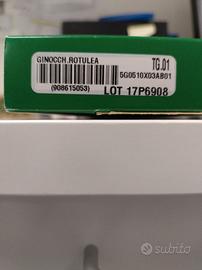 GINOCCH.ROTULEA
TG.01
5G0510X03AB01
(908615053)
LOT 17P6908
subito